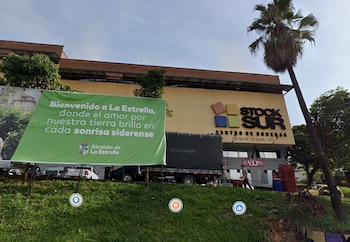 Bienvenido a La Estrella,
donde el amor por
nuestra tierra brilla en
cada sonrisa siderense
Alcaldía de
La Estrella
STOCK
SUR
CENTRO DE MODA